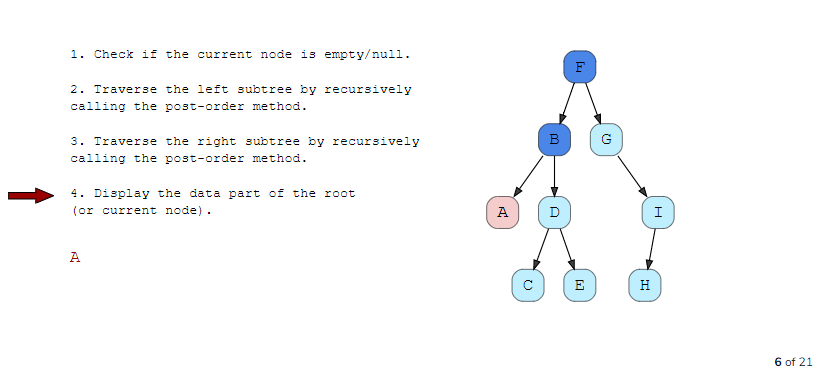 1. Check if the current node is empty/null.
2. Traverse the left subtree by recursively
calling the post-order method.
3. Traverse the right subtree by recursively
calling the post-order method.
4. Display the data part of the root
(or current node).
A
F
B G
A D I
C E H
6 of 21